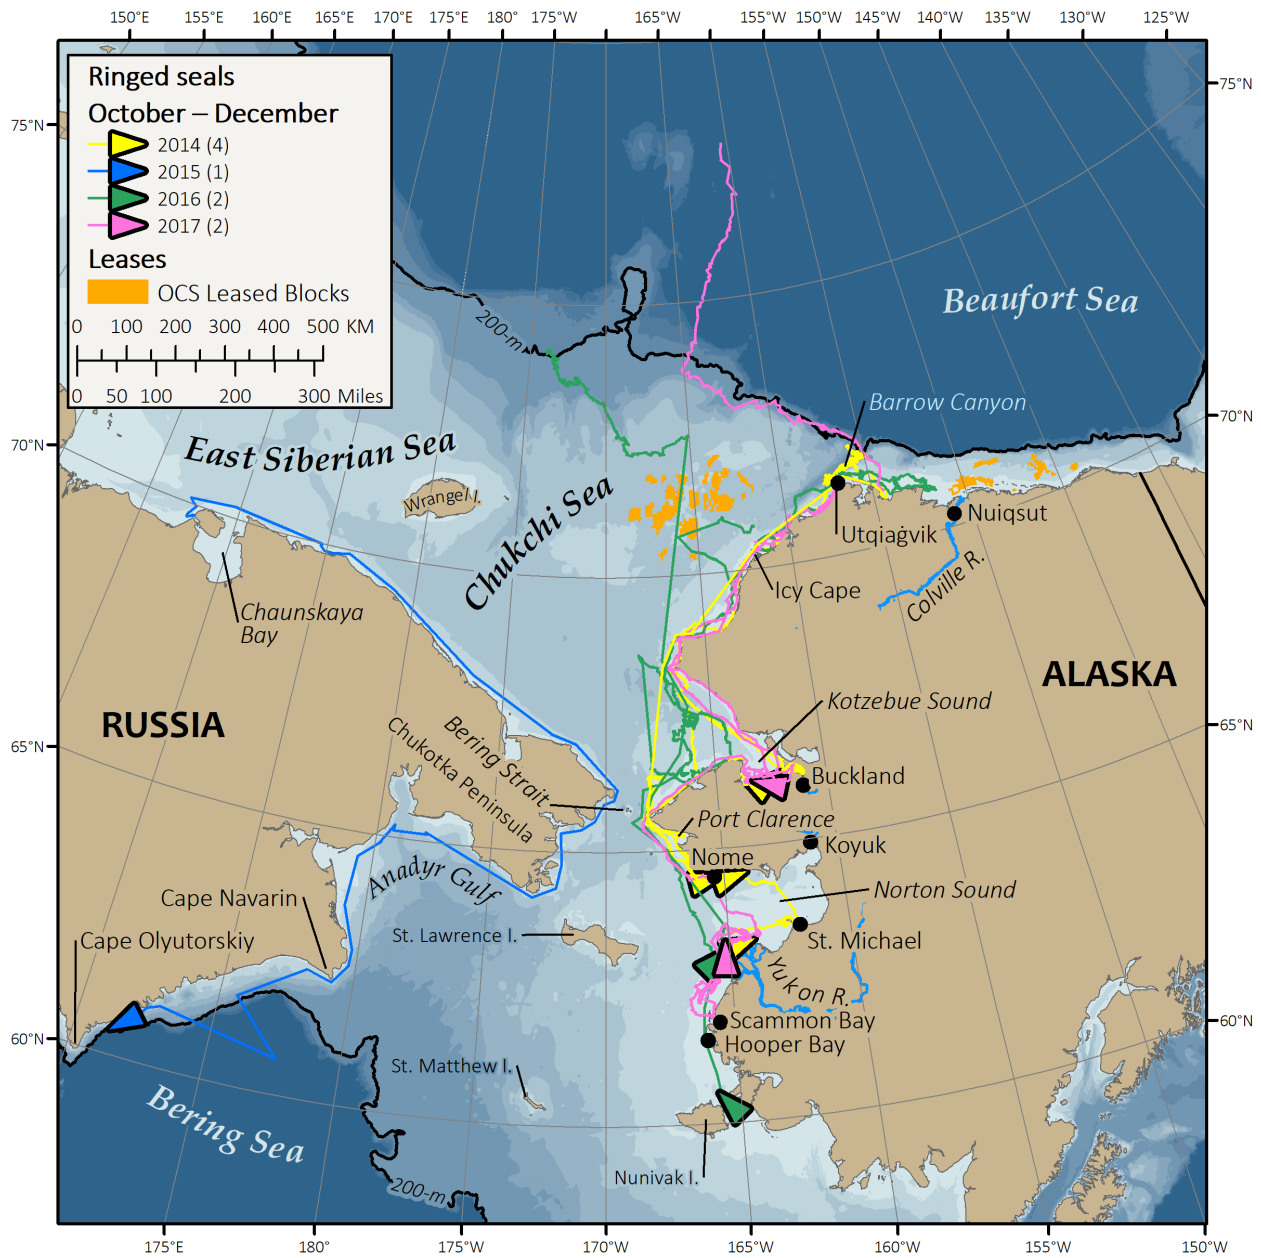 150°E 155°E 160°E 165°E 170°E 175°E 180° 175°W 165°W 155°W 150°W 145°W 140°W 135°W 130°W 125°W
Ringed seals
October – December
2014 (4)
2015 (1)
2016 (2)
2017 (2)
Leases
OCS Leased Blocks
0 100 200 300 400 500 KM
0 50 100 200 300 Miles
75°N
75°N
Beaufort Sea
200-m
Barrow Canyon
70°N
70°N
East Siberian Sea
Wrangel I.
Chukchi Sea
Nuiqsut
Utqiaġvik
Colville R.
Icy Cape
Chaunskaya
Bay
ALASKA
RUSSIA
Kotzebue Sound
65°N
65°N
Bering Strait
Chukotka Peninsula
Buckland
Port Clarence
Koyuk
Nome
Anadyr Gulf
Norton Sound
Cape Navarin
St. Lawrence I.
St. Michael
Cape Olyutorskiy
Yukon R.
Scammon Bay
60°N
60°N
Hooper Bay
St. Matthew I.
Bering Sea
Nunivak I.
200-m
175°E 180° 175°W 170°W 165°W 160°W 155°W 150°W